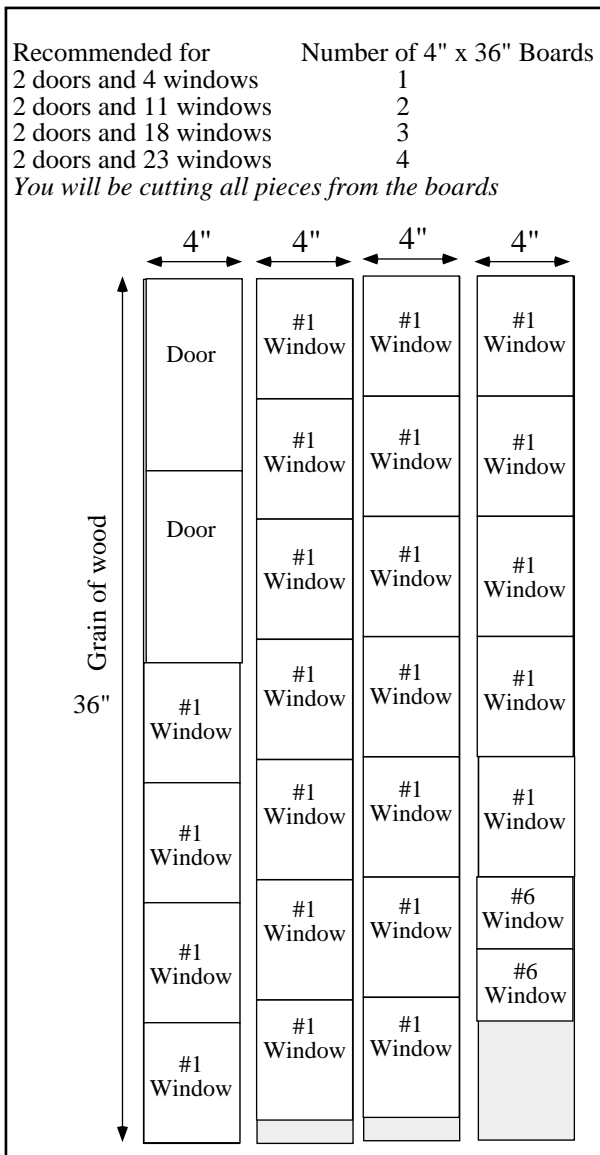 Recommended for Number of 4" x 36" Boards
2 doors and 4 windows 1
2 doors and 11 windows 2
2 doors and 18 windows 3
2 doors and 23 windows 4
You will be cutting all pieces from the boards
4" 4" 4" 4"
Grain of wood
36"
Door
Door
#1
Window
#1
Window
#1
Window
#1
Window
#1
Window
#1
Window
#1
Window
#1
Window
#1
Window
#1
Window
#1
Window
#1
Window
#1
Window
#1
Window
#1
Window
#1
Window
#1
Window
#1
Window
#1
Window
#1
Window
#1
Window
#1
Window
#1
Window
#6
Window
#6
Window